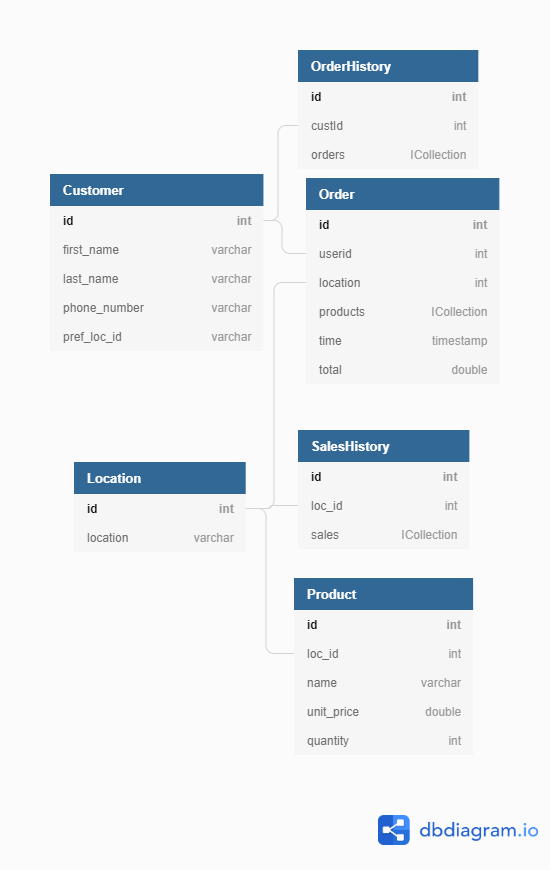 OrderHistory
id int
custId int
orders ICollection
Customer
id int
first_name varchar
last_name varchar
phone_number varchar
pref_loc_id varchar
Order
id int
userid int
location int
products ICollection
time timestamp
total double
Location
id int
location varchar
SalesHistory
id int
loc_id int
sales ICollection
Product
id int
loc_id int
name varchar
unit_price double
quantity int
dbdiagram.io